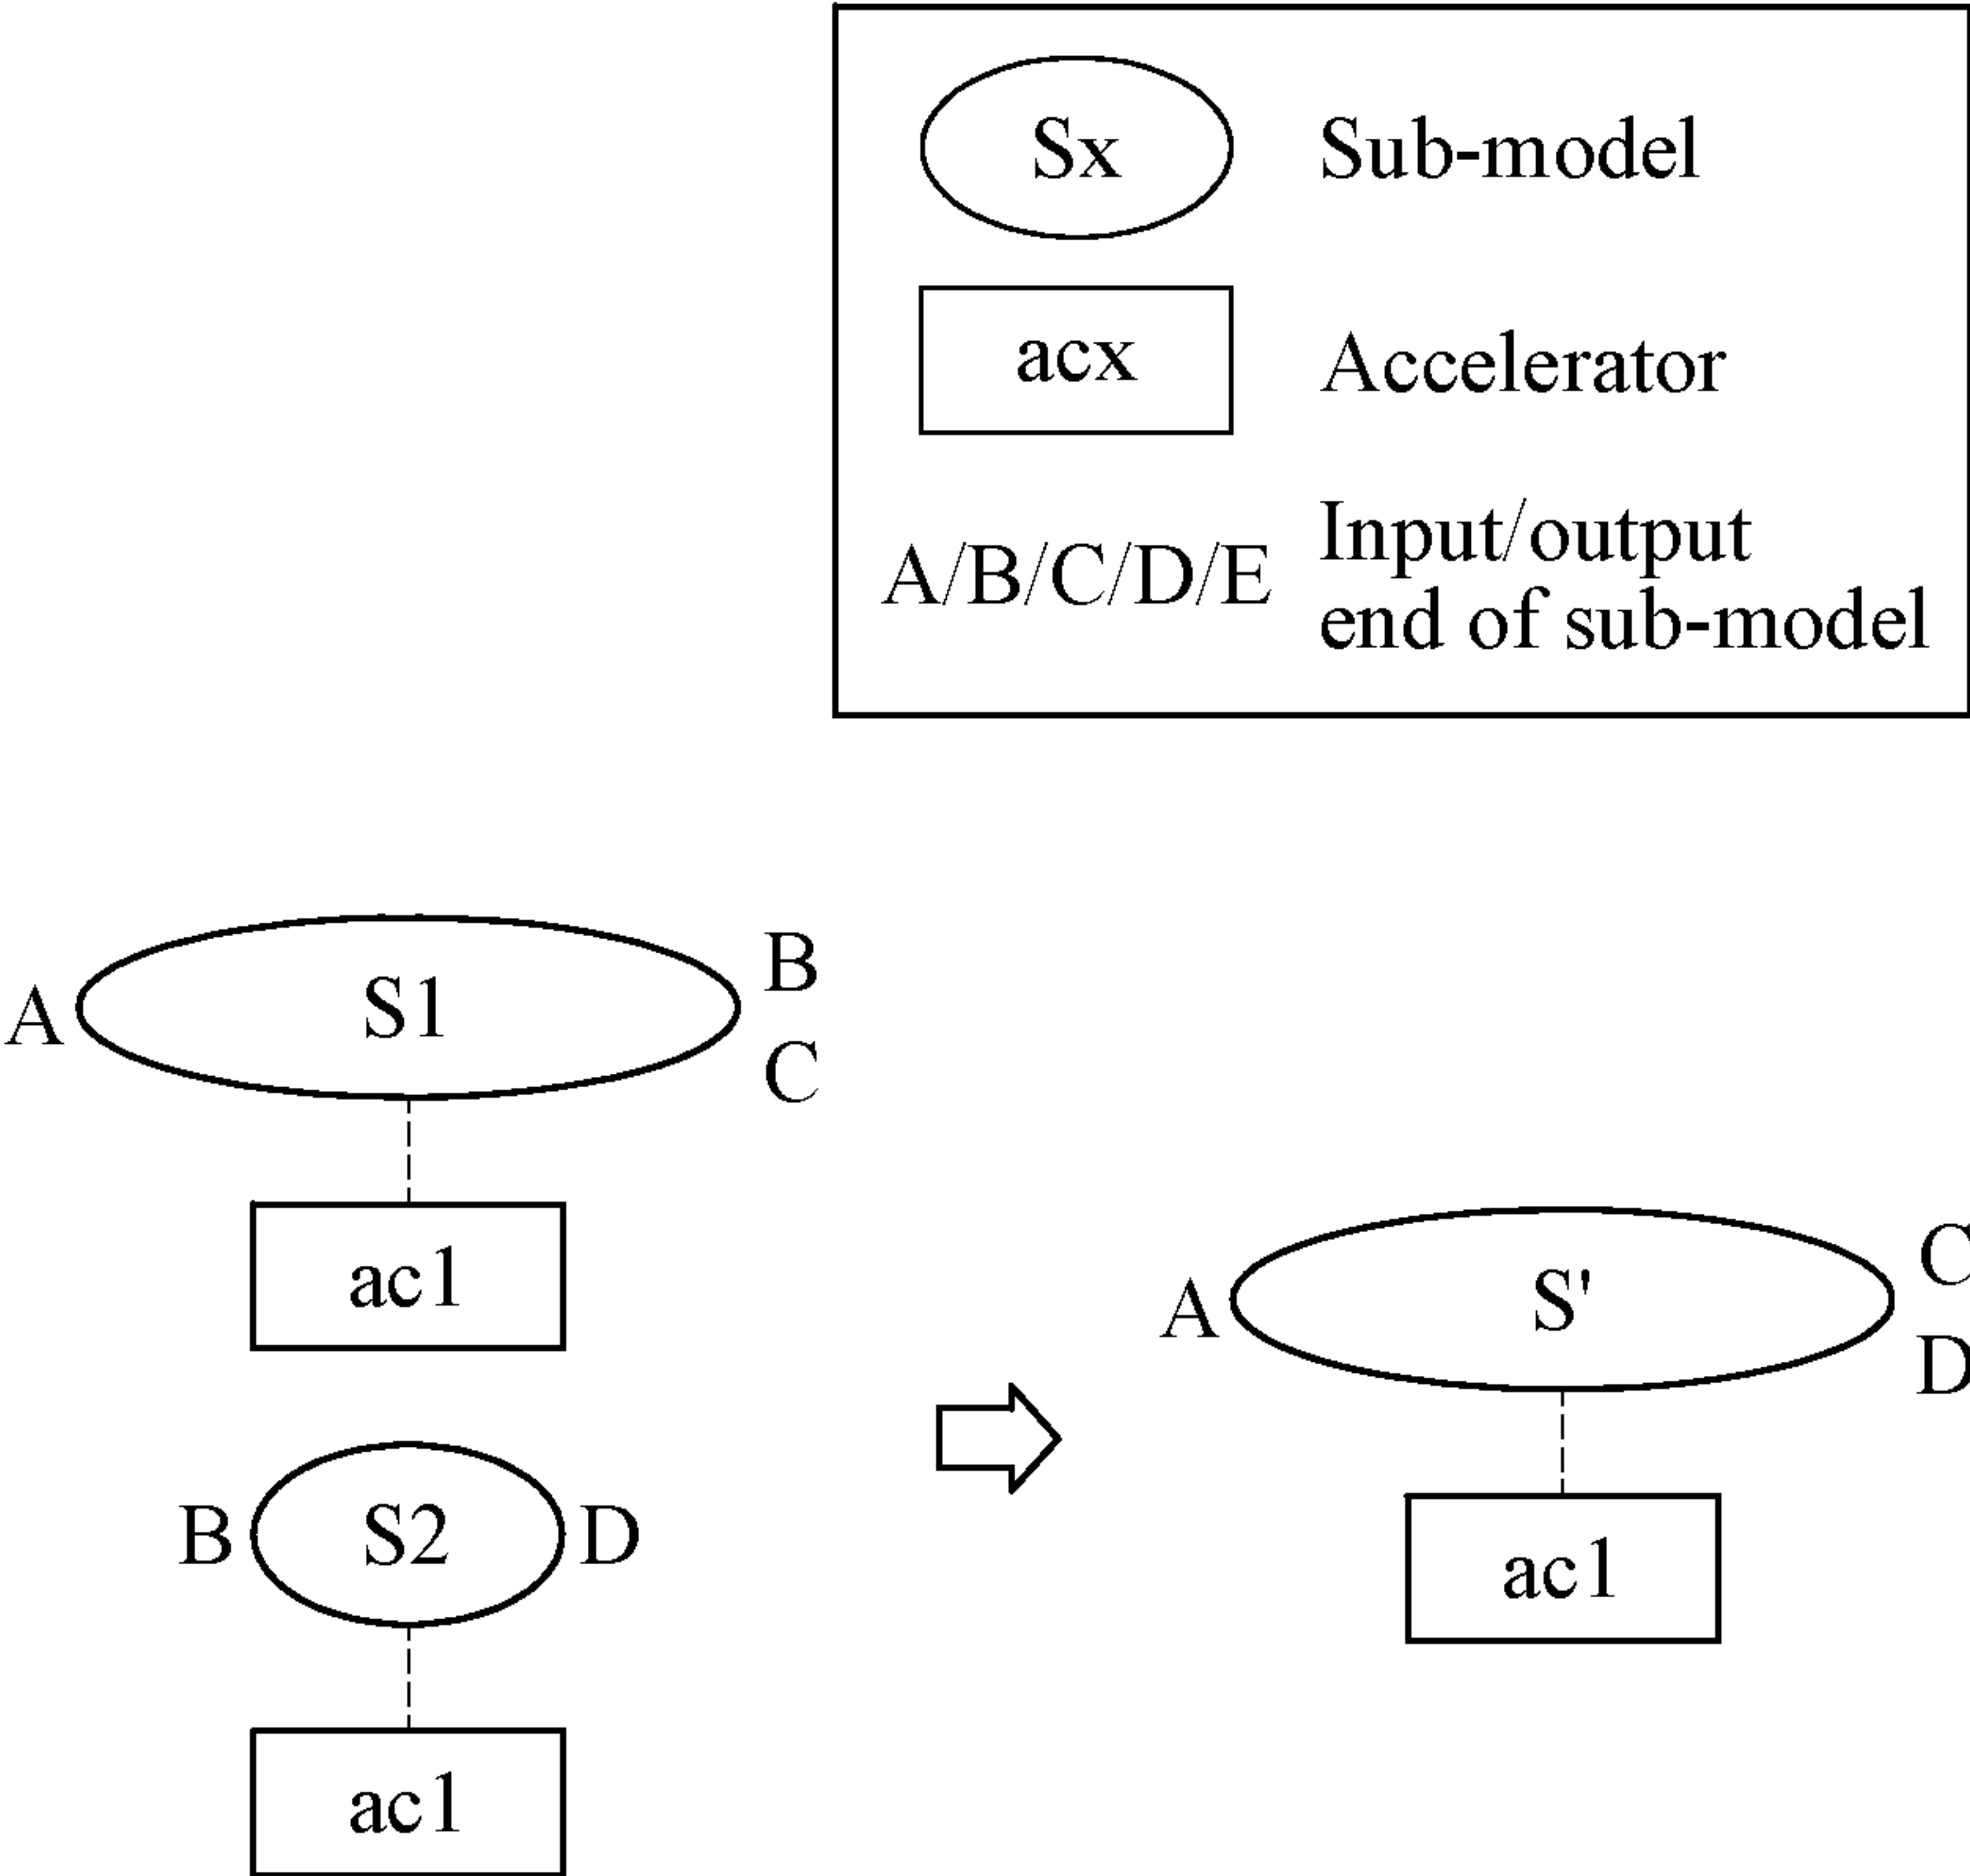 Sx Sub-model
acx Accelerator
A/B/C/D/E Input/output
end of sub-model
A S1 B
C
ac1
B S2 D
ac1
A S' C
D
ac1